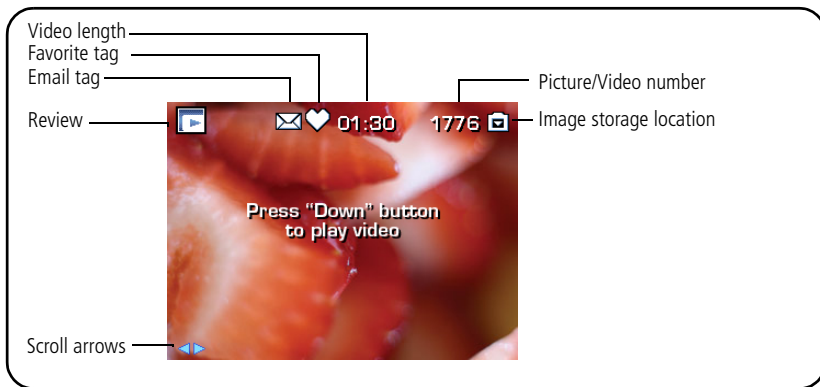 Video length
Favorite tag
Email tag
Review
Picture/Video number
Image storage location
01:30
1776
Press “Down” button
to play video
Scroll arrows